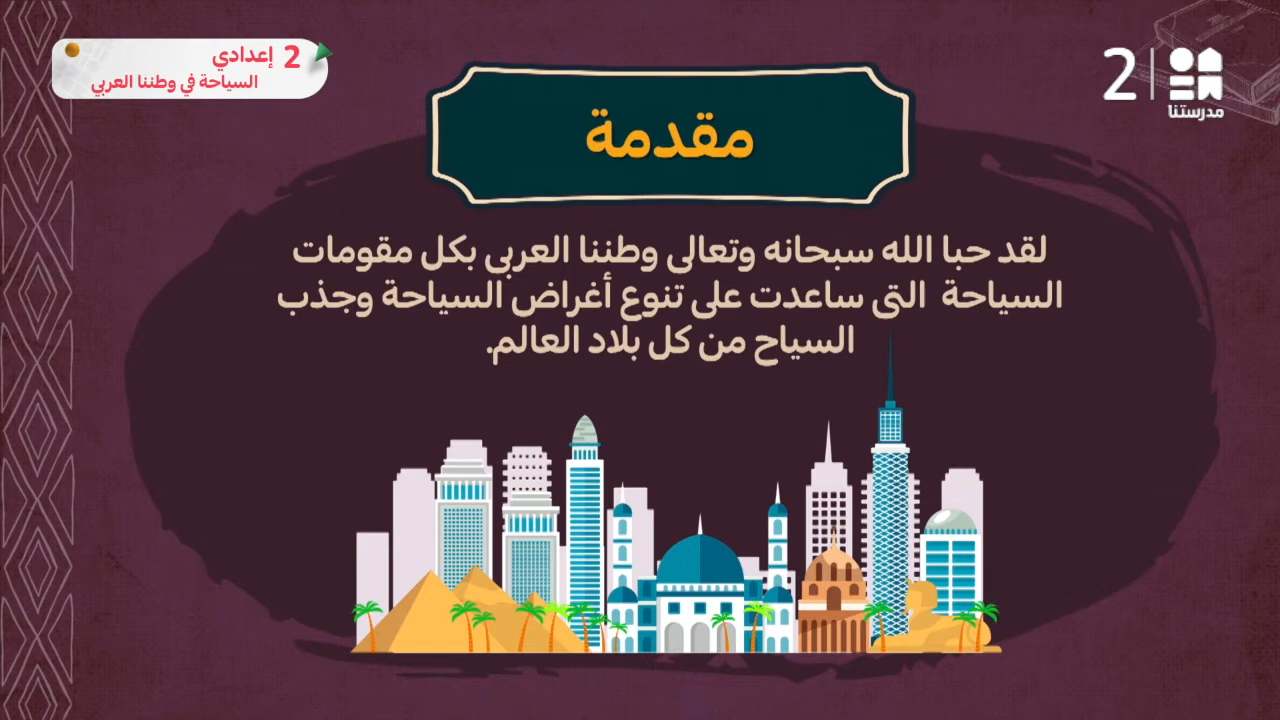 2 إعدادي
السياحة في وطننا العربي
2
مدرستنا
مقدمة
لقد حبا الله سبحانه وتعالى وطننا العربى بكل مقومات
السياحة التى ساعدت على تنوع أغراض السياحة وجذب
السياح من كل بلاد العالم.